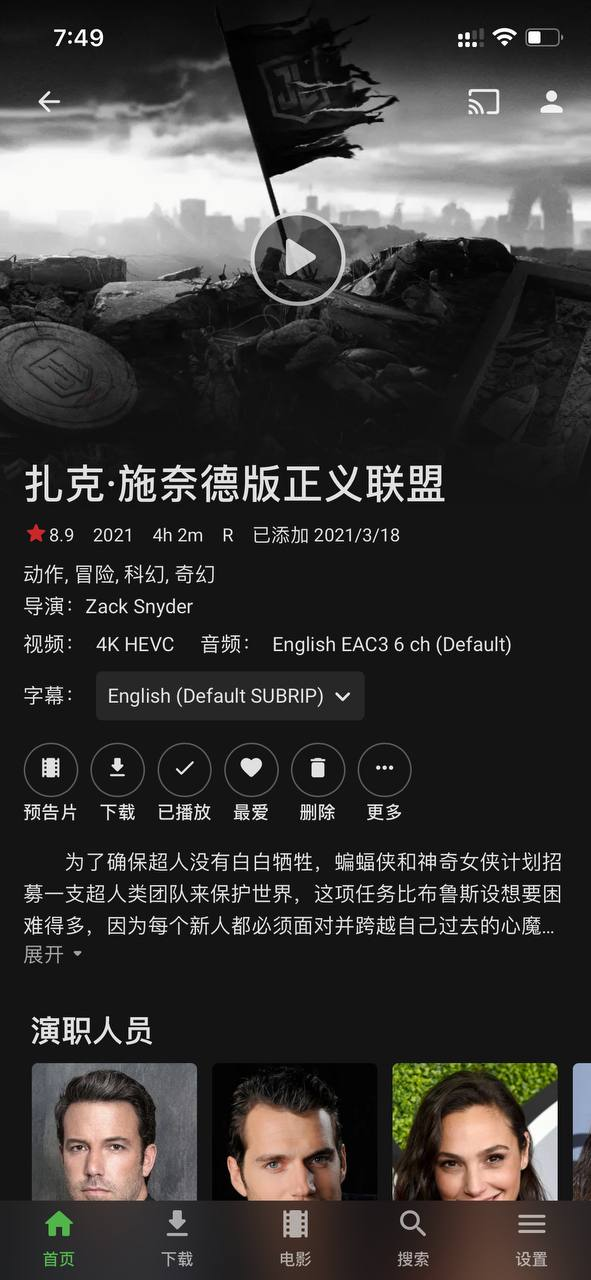 7:49
扎克·施奈德版正义联盟
8.9 2021 4h 2m R 已添加 2021/3/18
动作, 冒险, 科幻, 奇幻
导演： Zack Snyder
视频： 4K HEVC 音频： English EAC3 6 ch (Default)
字幕： English (Default SUBRIP)
预告片 下载 已播放 最爱 删除 更多
为了确保超人没有白白牺牲，蝙蝠侠和神奇女侠计划招
募一支超人类团队来保护世界，这项任务比布鲁斯设想要困
难得多，因为每个新人都必须面对并跨越自己过去的心魔...
展开
演职人员
首页 下载 电影 搜索 设置